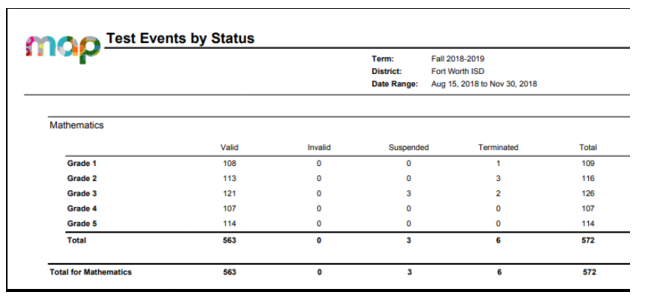 map Test Events by Status
Term: Fall 2018-2019
District: Fort Worth ISD
Date Range: Aug 15, 2018 to Nov 30, 2018
Mathematics
Valid Invalid Suspended Terminated Total
Grade 1 108 0 0 1 109
Grade 2 113 0 0 3 116
Grade 3 121 0 3 2 126
Grade 4 107 0 0 0 107
Grade 5 114 0 0 0 114
Total 563 0 3 6 572
Total for Mathematics 563 0 3 6 572